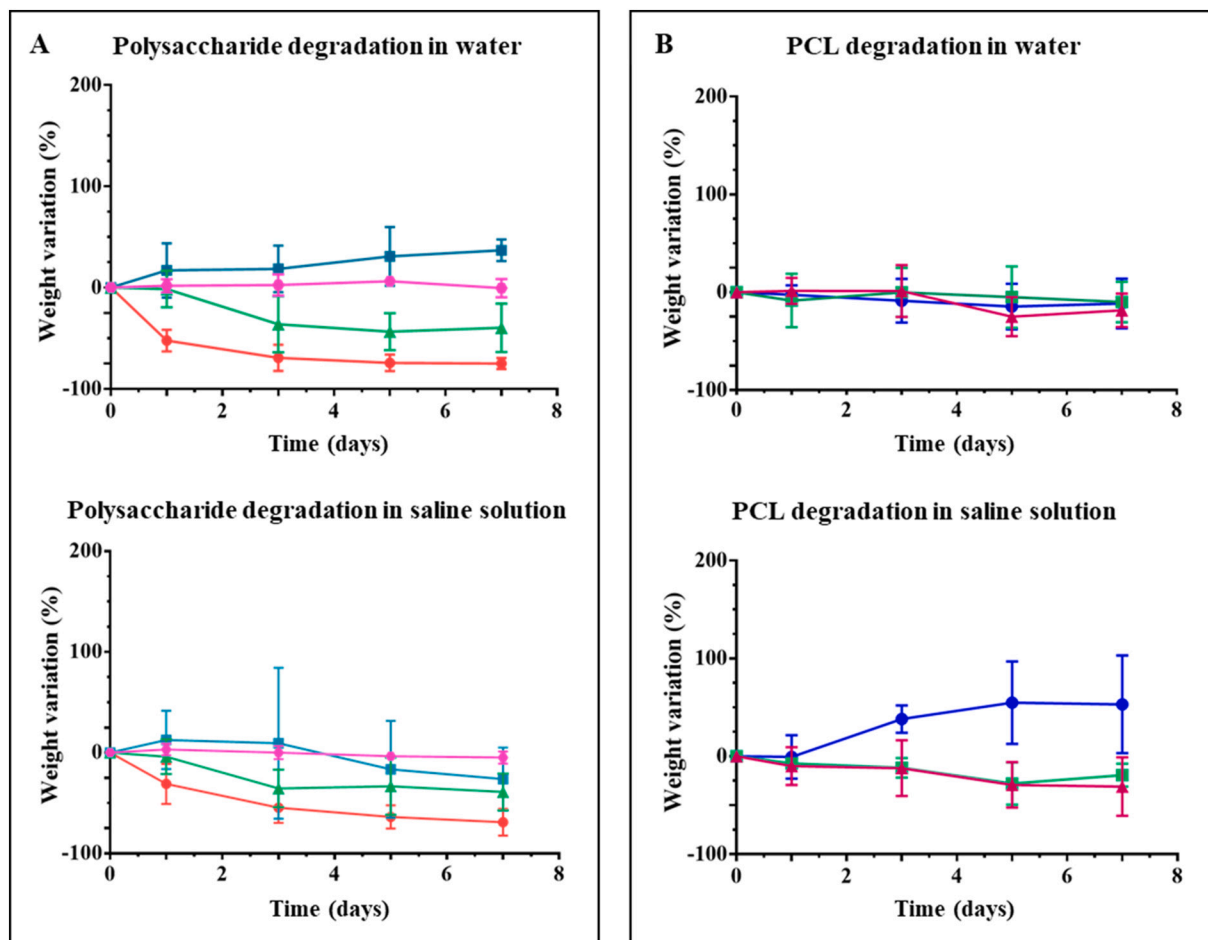 A
Polysaccharide degradation in water
200
100
0
-100
Weight variation (%)
0 2 4 6 8
Time (days)
Polysaccharide degradation in saline solution
200
100
0
-100
Weight variation (%)
0 2 4 6 8
Time (days)
B
PCL degradation in water
200
100
0
-100
Weight variation (%)
0 2 4 6 8
Time (days)
PCL degradation in saline solution
200
100
0
-100
Weight variation (%)
0 2 4 6 8
Time (days)